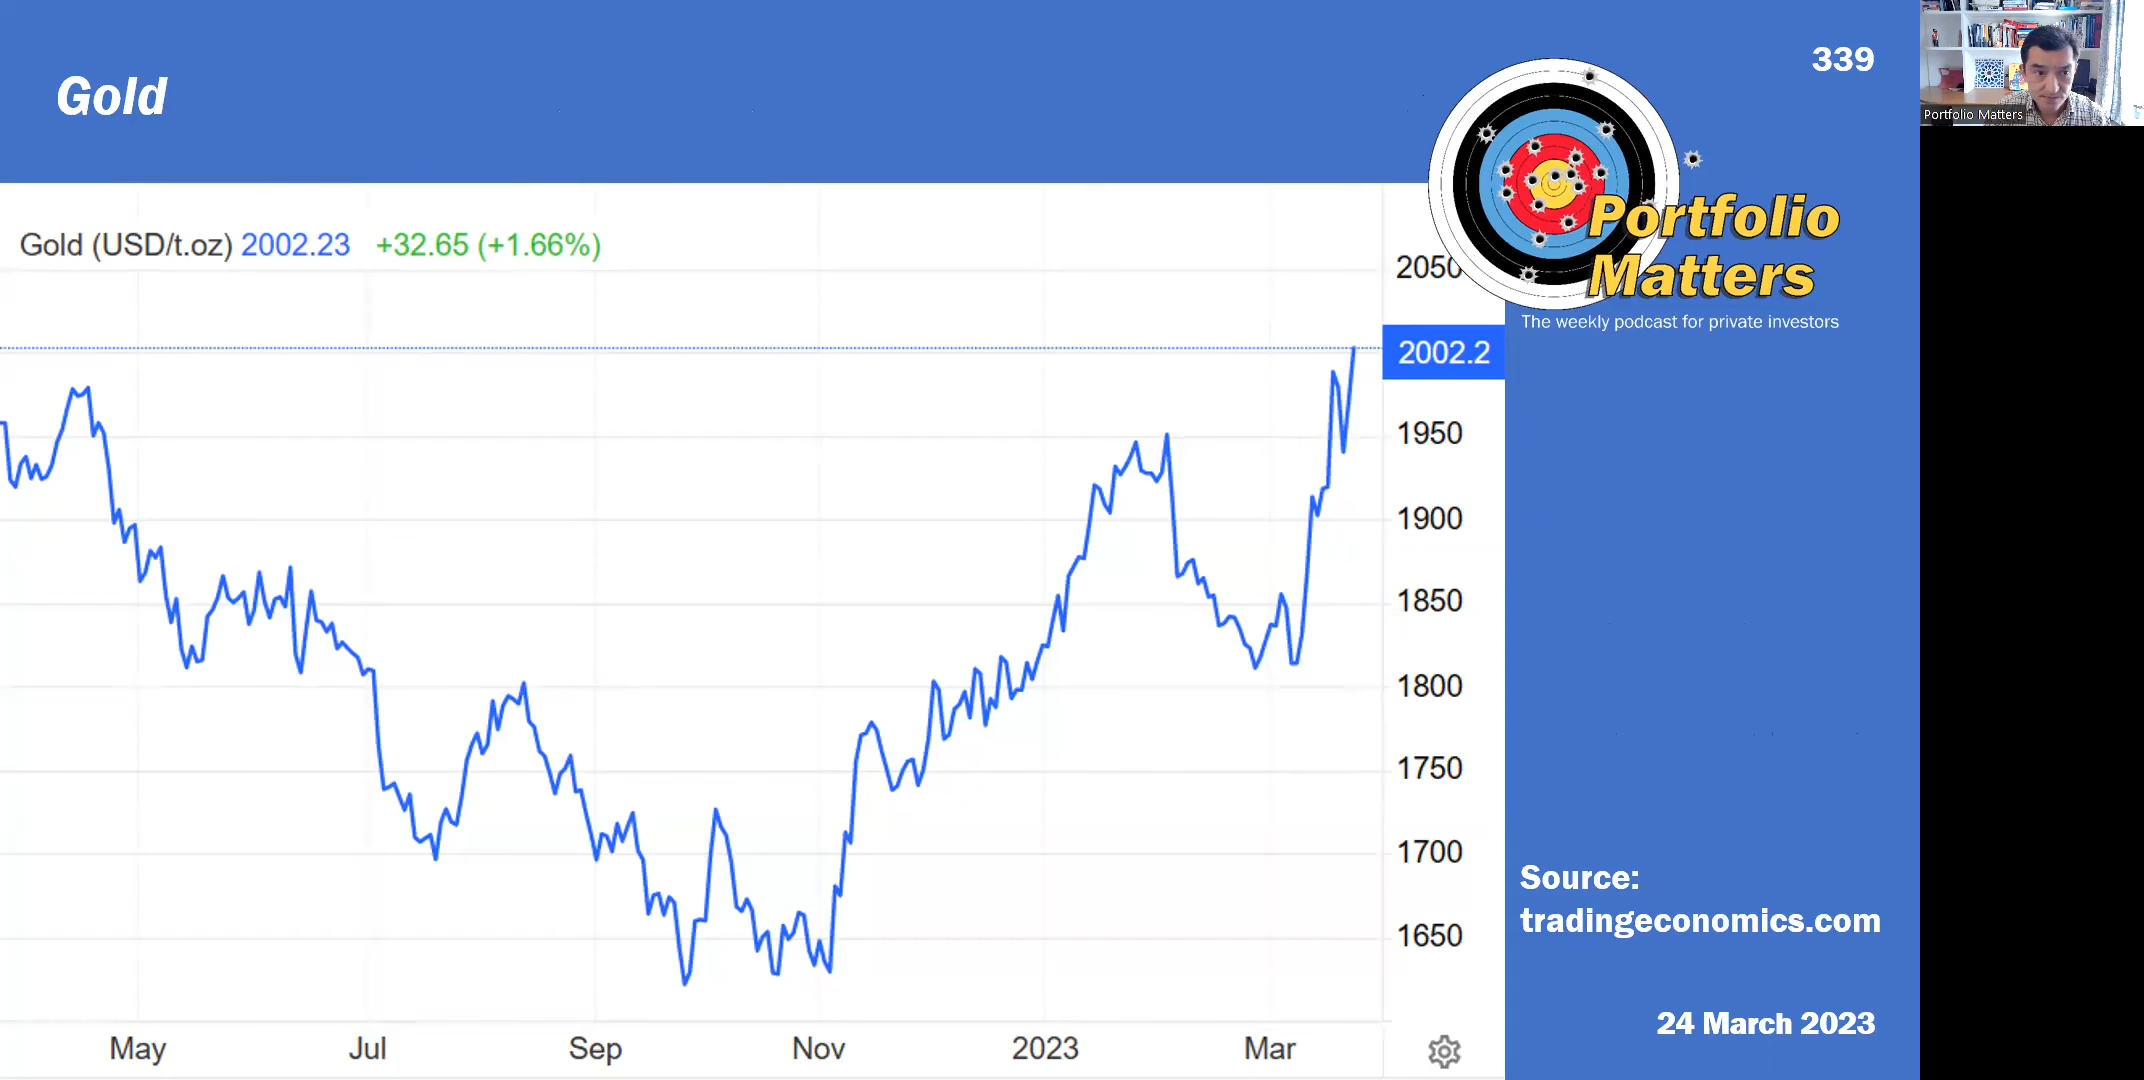 Gold
339
Portfolio Matters
Portfolio
Matters
The weekly podcast for private investors
Gold (USD/t.oz) 2002.23 +32.65 (+1.66%)
2050
2002.2
1950
1900
1850
1800
1750
1700
1650
May Jul Sep Nov 2023 Mar
Source:
tradingeconomics.com
24 March 2023